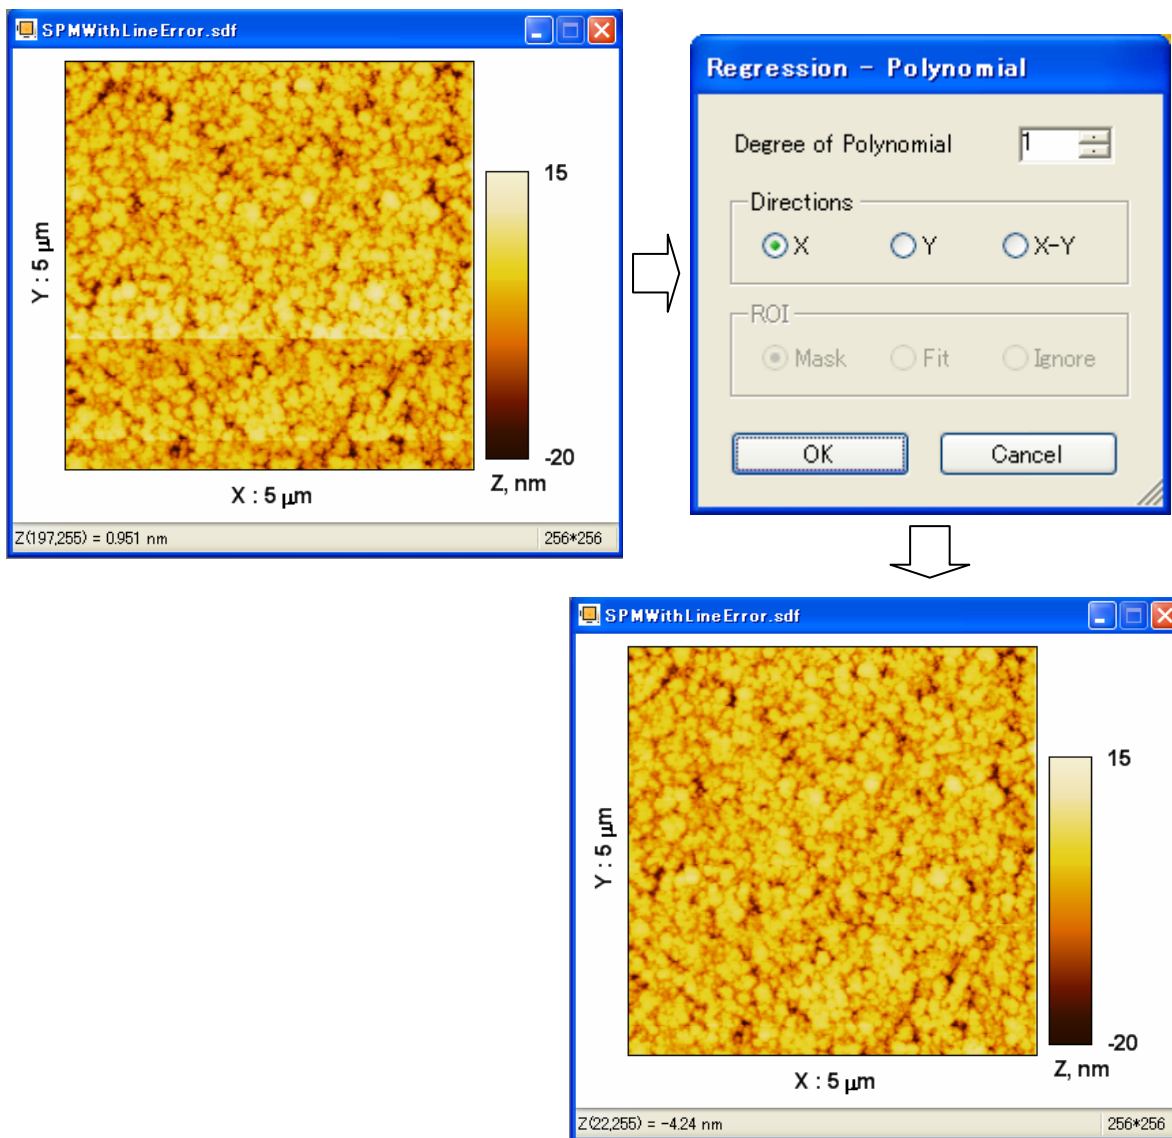 SPMWithLineError.sdf
15
Y : 5 μm
-20
Z, nm
X : 5 μm
Z(197,255) = 0.951 nm
256*256
Regression - Polynomial
Degree of Polynomial
1
Directions
X
Y
X-Y
ROI
Mask
Fit
Ignore
OK
Cancel
SPMWithLineError.sdf
15
Y : 5 μm
-20
Z, nm
X : 5 μm
Z(22,255) = -4.24 nm
256*256